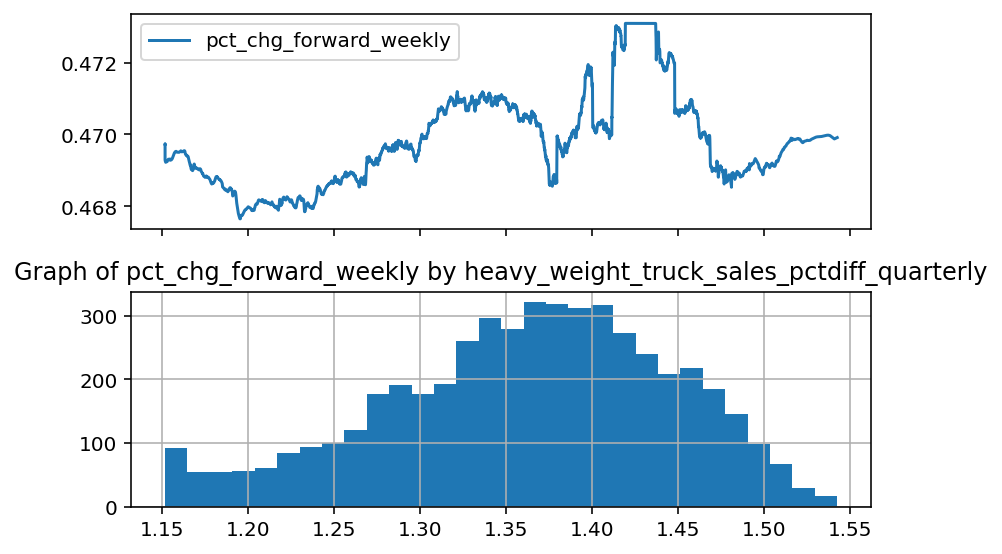 pct_chg_forward_weekly
0.472
0.470
0.468
Graph of pct_chg_forward_weekly by heavy_weight_truck_sales_pctdiff_quarterly
300
200
100
0
1.15 1.20 1.25 1.30 1.35 1.40 1.45 1.50 1.55